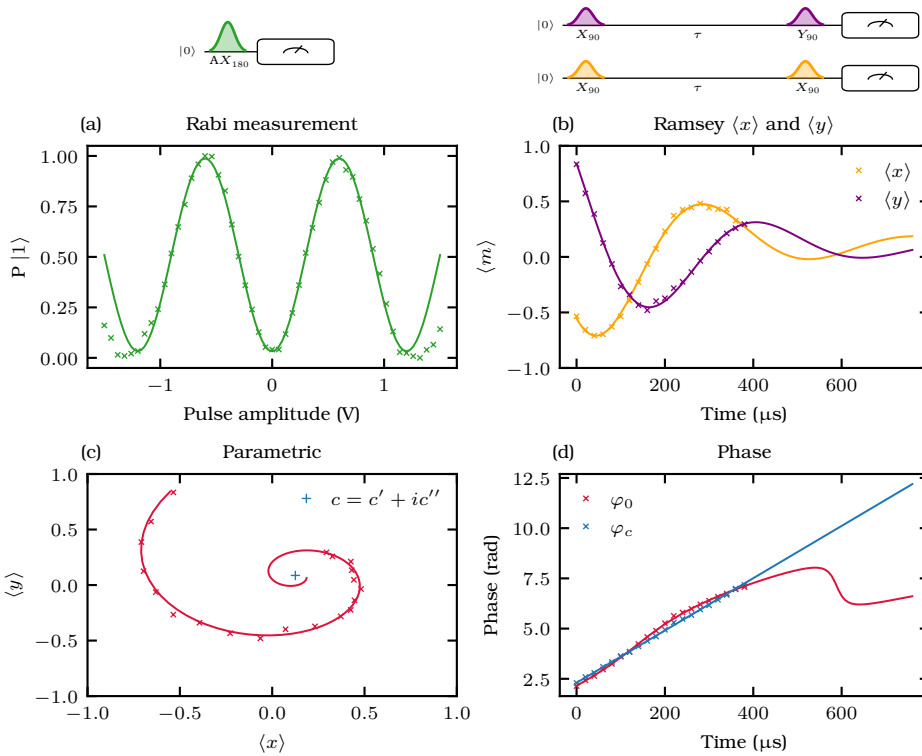 |0⟩
AX₁₈₀
|0⟩
X₉₀
τ
Y₉₀
|0⟩
X₉₀
τ
X₉₀
(a)
Rabi measurement
1.00
0.75
0.50
0.25
0.00
P |1⟩
−1
0
1
Pulse amplitude (V)
(b)
Ramsey ⟨x⟩ and ⟨y⟩
1.0
0.5
0.0
−0.5
−1.0
⟨m⟩
⟨x⟩
⟨y⟩
0
200
400
600
Time (μs)
(c)
Parametric
1.0
0.5
0.0
−0.5
−1.0
⟨y⟩
c = c′ + ic″
−1.0
−0.5
0.0
0.5
1.0
⟨x⟩
(d)
Phase
12.5
10.0
7.5
5.0
2.5
Phase (rad)
φ₀
φ_c
0
200
400
600
Time (μs)